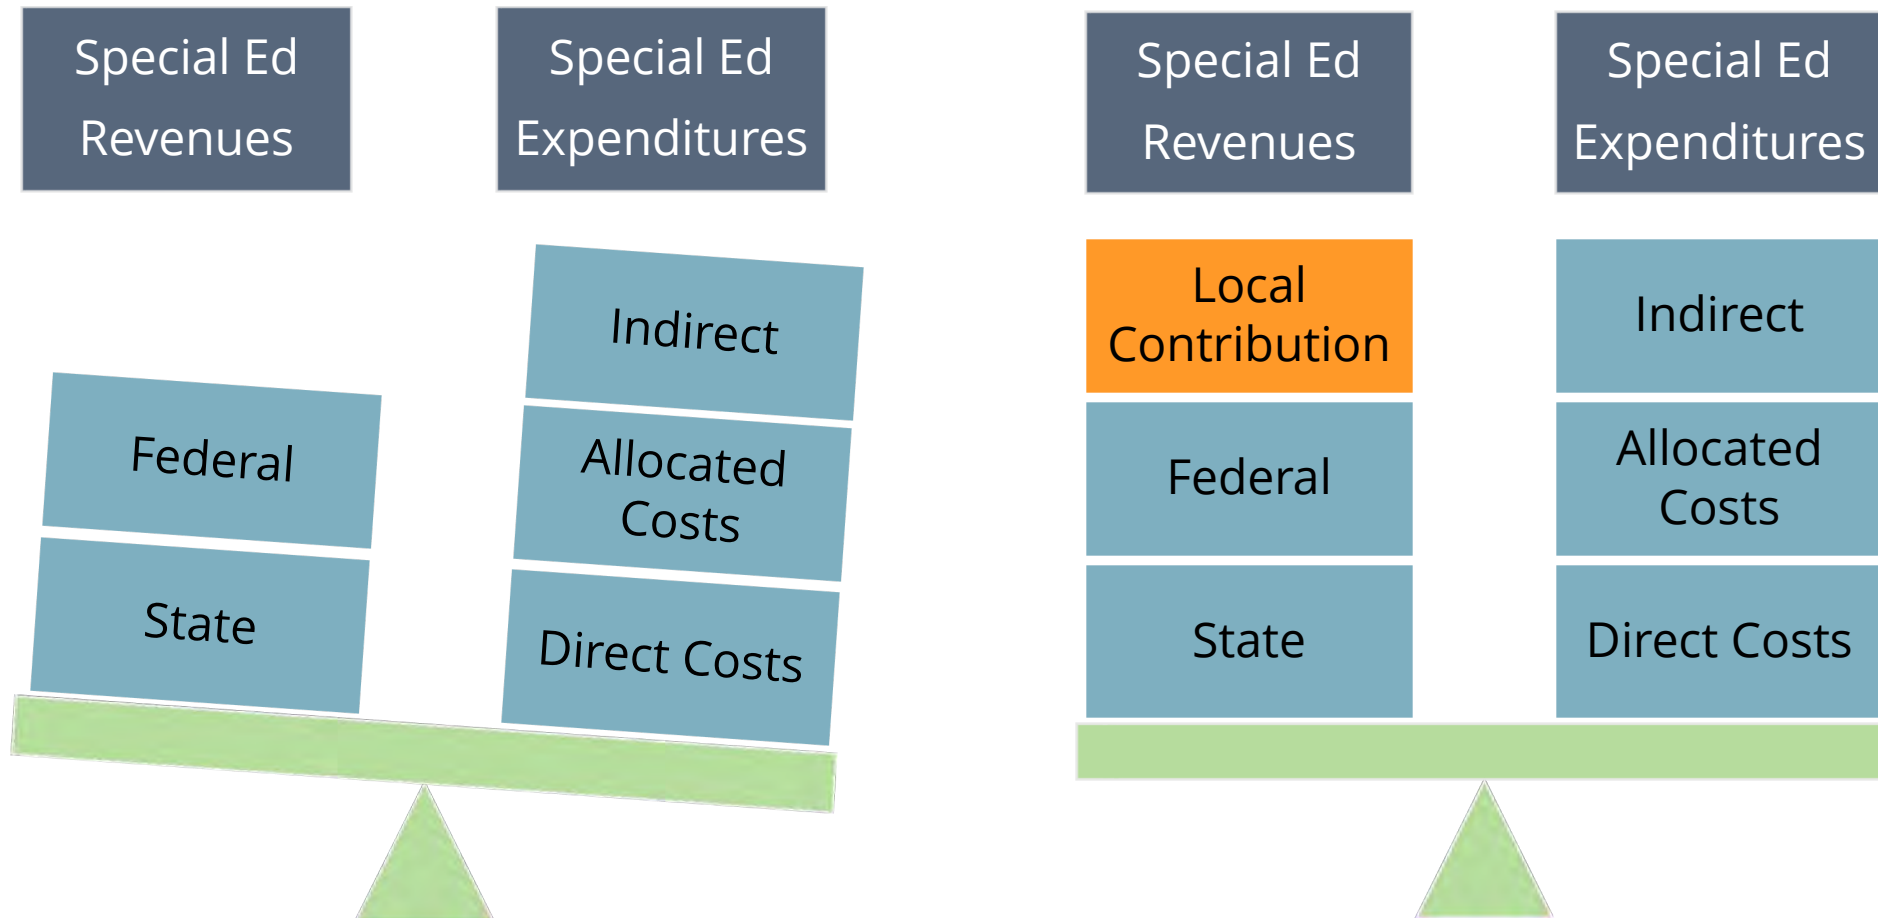 Special Ed
Revenues
Special Ed
Expenditures
Federal
State
Indirect
Allocated
Costs
Direct Costs
Special Ed
Revenues
Special Ed
Expenditures
Local
Contribution
Federal
State
Indirect
Allocated
Costs
Direct Costs